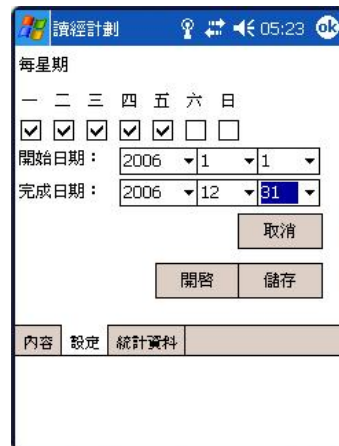 讀經計劃 05:23 ok
每星期
一 二 三 四 五 六 日
開始日期： 2006 1 1
完成日期： 2006 12 31
取消
開啓 儲存
內容 設定 統計資料